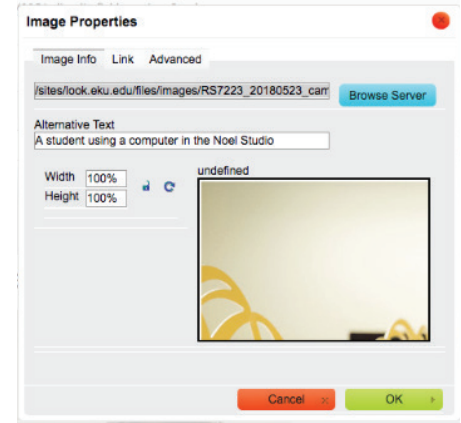 Image Properties
Image Info Link Advanced
/sites/look.eku.edu/files/images/RS7223_20180523_cam
Browse Server
Alternative Text
A student using a computer in the Noel Studio
Width 100%
Height 100%
undefined
Cancel
OK